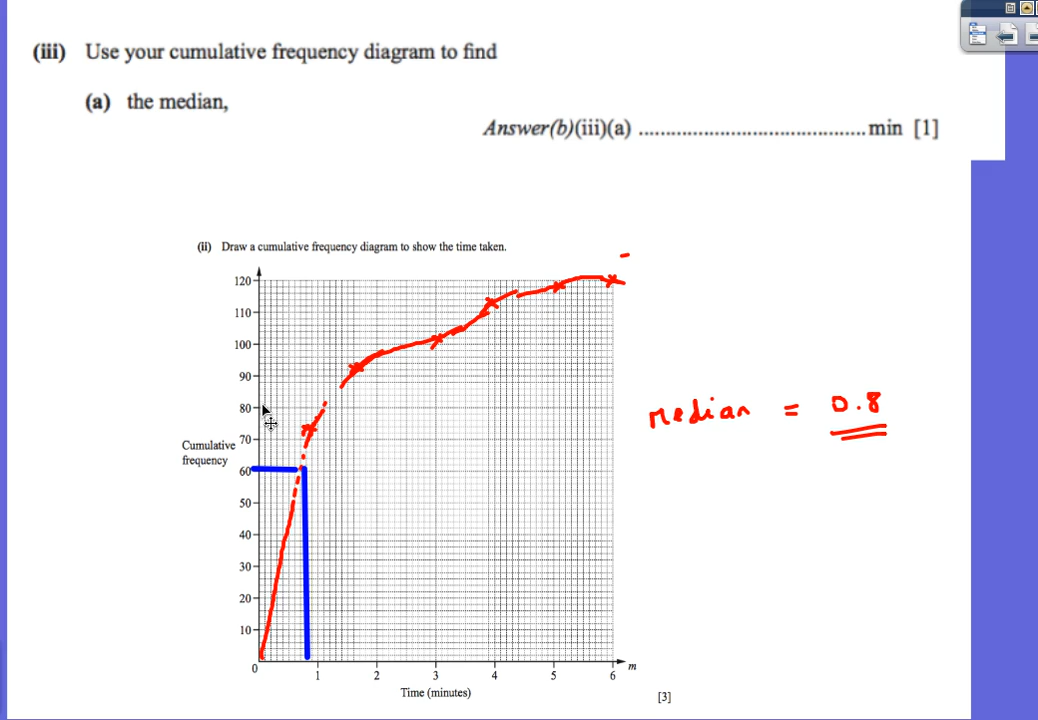 (iii) Use your cumulative frequency diagram to find
(a) the median,
Answer(b)(iii)(a) ............................................ min [1]
(ii) Draw a cumulative frequency diagram to show the time taken.
120
110
100
90
80
70
Cumulative
frequency
60
50
40
30
20
10
0
1 2 3 4 5 6 m
Time (minutes)
[3]
median = 0.8